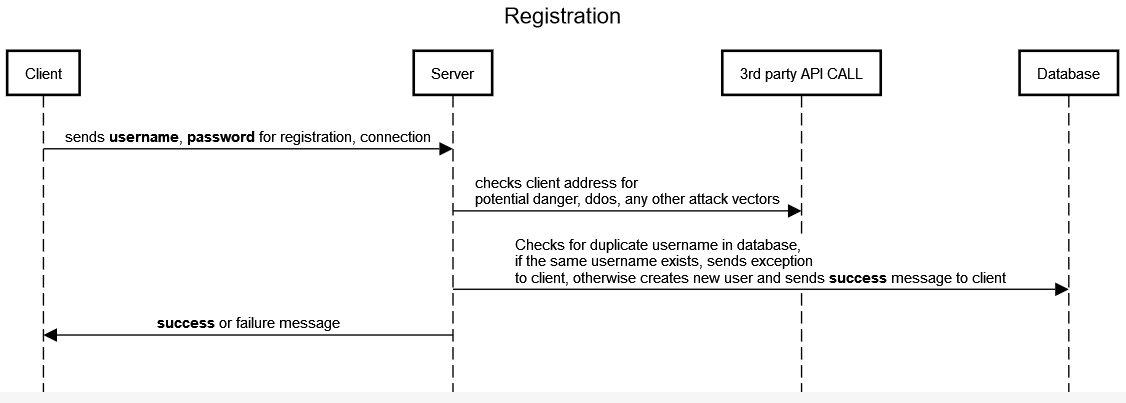 Registration
Client
Server
3rd party API CALL
Database
sends username, password for registration, connection
checks client address for
potential danger, ddos, any other attack vectors
Checks for duplicate username in database,
if the same username exists, sends exception
to client, otherwise creates new user and sends success message to client
success or failure message